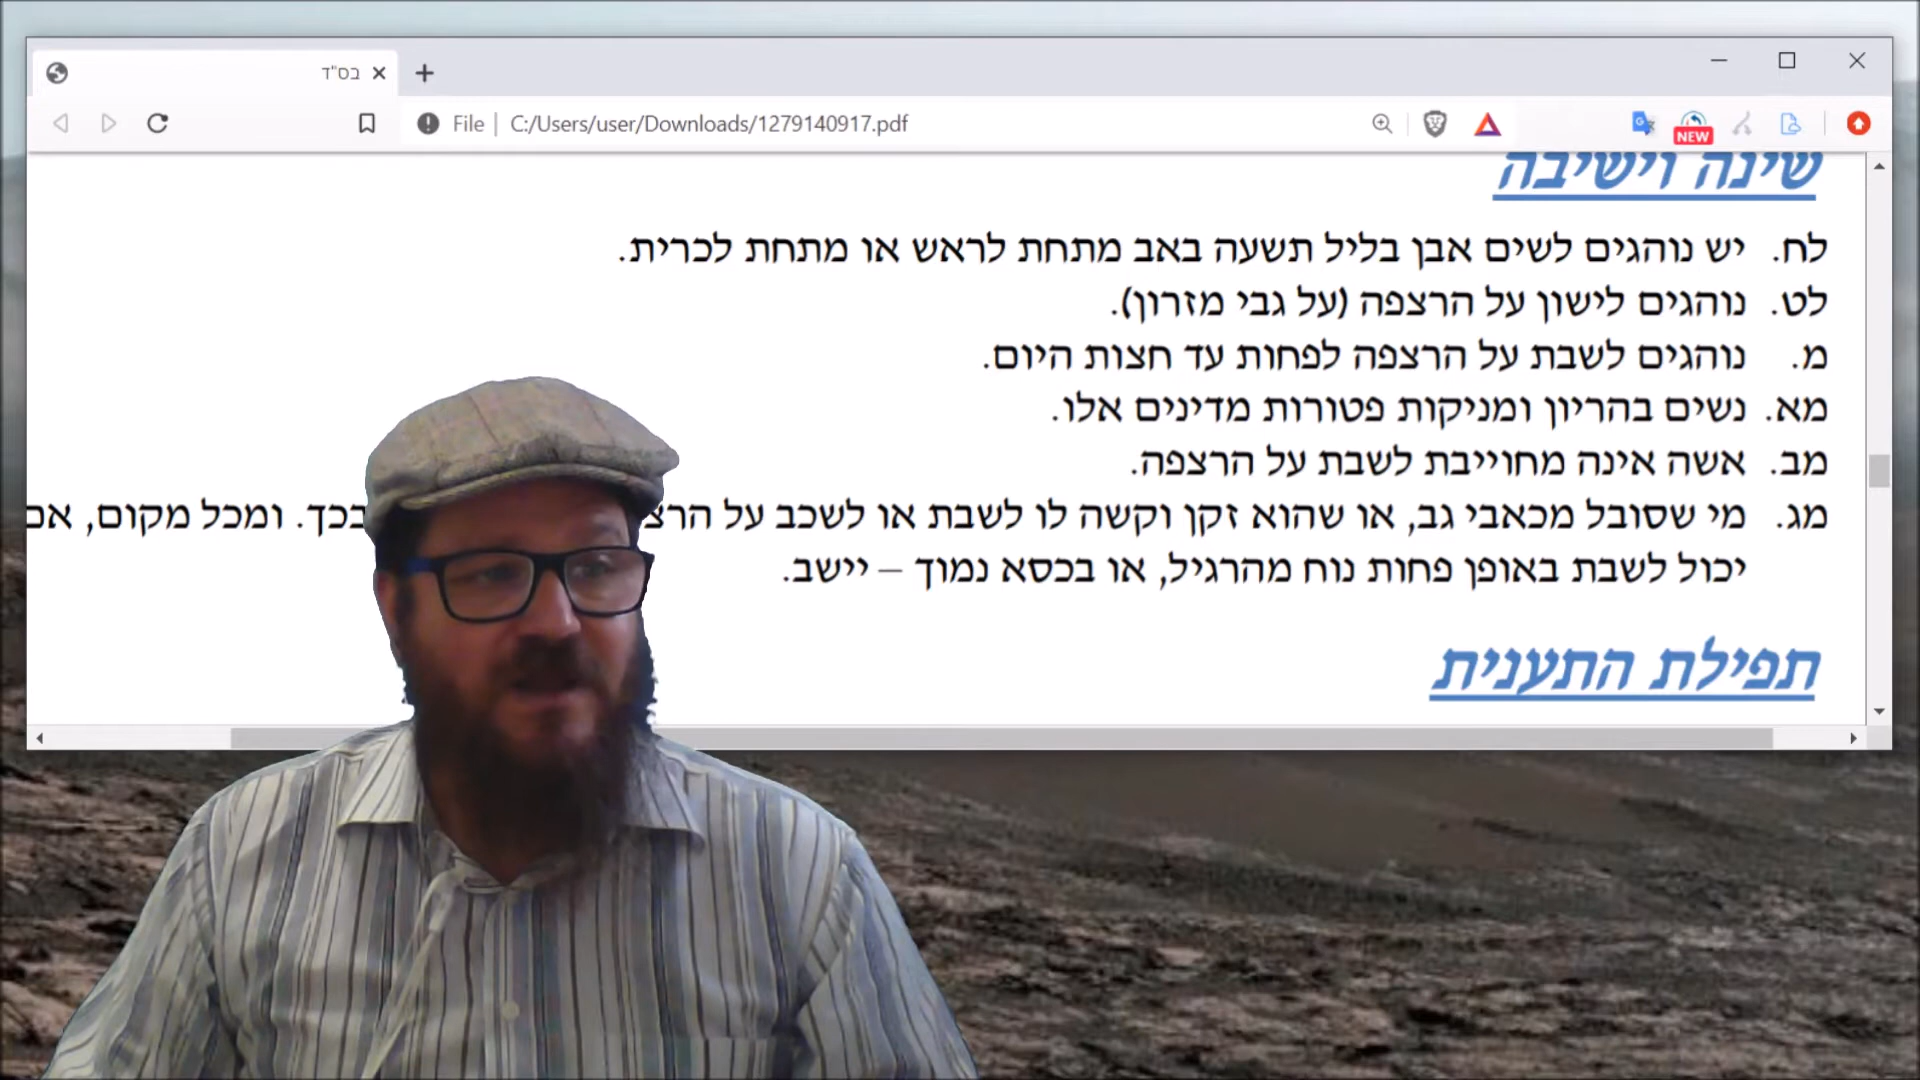 בס"ד
File
C:/Users/user/Downloads/1279140917.pdf
NEW
שינה וישיבה
לח. יש נוהגים לשים אבן בליל תשעה באב מתחת לראש או מתחת לכרית.
לט. נוהגים לישון על הרצפה (על גבי מזרון).
מ. נוהגים לשבת על הרצפה לפחות עד חצות היום.
מא. נשים בהריון ומניקות פטורות מדינים אלו.
מב. אשה אינה מחוייבת לשבת על הרצפה.
מג. מי שסובל מכאבי גב, או שהוא זקן וקשה לו לשבת או לשכב על בכך. ומכל מקום, אם
יכול לשבת באופן פחות נוח מהרגיל, או בכסא נמוך – יישב.
תפילת התענית